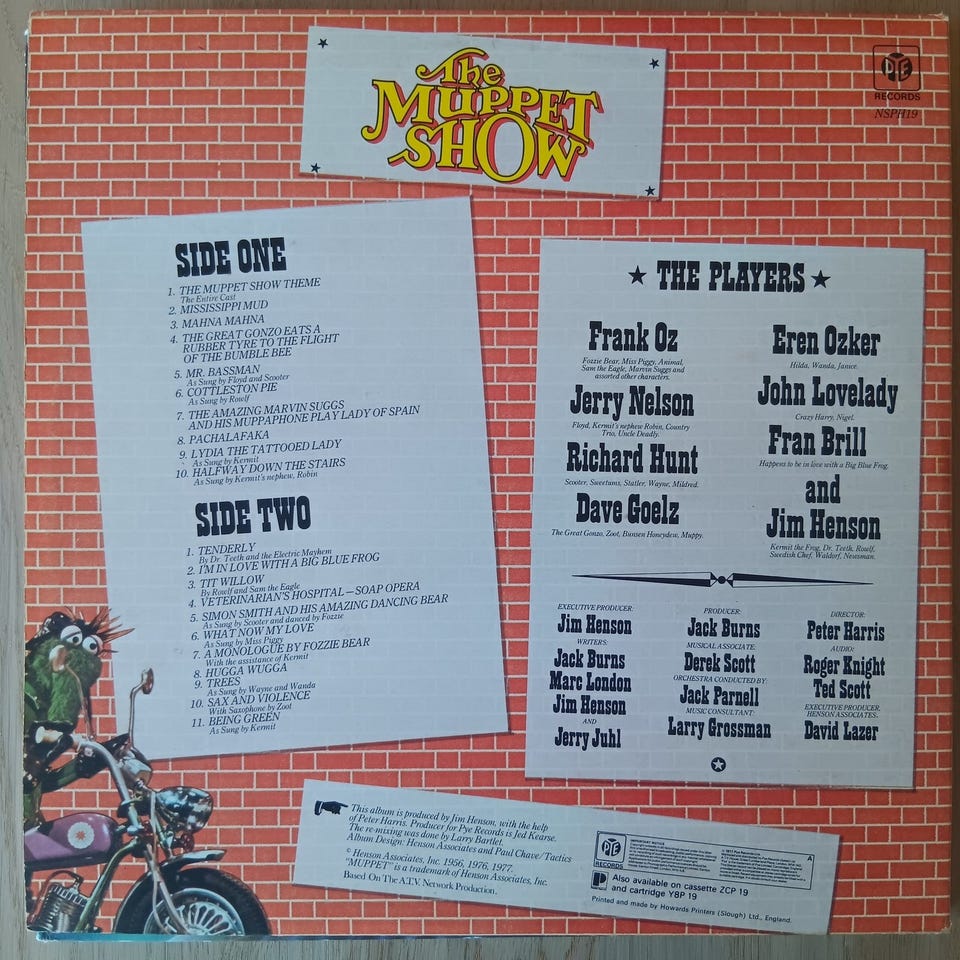 The
MUPPET
SHOW
PYE
RECORDS
NSPH19
SIDE ONE
1. THE MUPPET SHOW THEME
The Entire Cast
2. MISSISSIPPI MUD
3. MAHNA MAHNA
4. THE GREAT GONZO EATS A
RUBBER TYRE TO THE FLIGHT
OF THE BUMBLE BEE
5. MR. BASSMAN
As Sung by Floyd and Scooter
6. COTTLESTON PIE
As Sung by Rowlf
7. THE AMAZING MARVIN SUGGS
AND HIS MUPPAPHONE PLAY LADY OF SPAIN
8. PACHALAFAKA
9. LYDIA THE TATTOOED LADY
As Sung by Kermit
10. HALFWAY DOWN THE STAIRS
As Sung by Kermit's nephew, Robin
SIDE TWO
1. TENDERLY
By Dr. Teeth and the Electric Mayhem
2. I'M IN LOVE WITH A BIG BLUE FROG
3. TIT WILLOW
By Rowlf and Sam the Eagle
4. VETERINARIAN'S HOSPITAL — SOAP OPERA
5. SIMON SMITH AND HIS AMAZING DANCING BEAR
As Sung by Scooter and danced by Fozzie
6. WHAT NOW MY LOVE
As Sung by Miss Piggy
7. A MONOLOGUE BY FOZZIE BEAR
With the assistance of Kermit
8. HUGGA WUGGA
9. TREES
As Sung by Wayne and Wanda
10. SAX AND VIOLENCE
With Saxophone by Zoot
11. BEING GREEN
As Sung by Kermit
THE PLAYERS
Frank Oz
Fozzie Bear, Miss Piggy, Animal,
Sam the Eagle, Marvin Suggs and
assorted other characters.
Jerry Nelson
Floyd, Kermit's nephew Robin, Country
Trio, Uncle Deadly.
Richard Hunt
Scooter, Sweetums, Statler, Wayne, Mildred.
Dave Goelz
The Great Gonzo, Zoot, Bunsen Honeydew, Muppy.
Eren Ozker
Hilda, Wanda, Janice.
John Lovelady
Crazy Harry, Nigel.
Fran Brill
Happens to be in love with a Big Blue Frog.
and
Jim Henson
Kermit the Frog, Dr. Teeth, Rowlf,
Swedish Chef, Waldorf, Newsman.
EXECUTIVE PRODUCER:
Jim Henson
WRITERS:
Jack Burns
Marc London
Jim Henson
AND
Jerry Juhl
PRODUCER:
Jack Burns
MUSICAL ASSOCIATE:
Derek Scott
ORCHESTRA CONDUCTED BY:
Jack Parnell
MUSIC CONSULTANT:
Larry Grossman
DIRECTOR:
Peter Harris
AUDIO:
Roger Knight
Ted Scott
EXECUTIVE PRODUCER,
HENSON ASSOCIATES.
David Lazer
This album is produced by Jim Henson, with the help
of Peter Harris. Producer for Pye Records is Jed Kearse.
The re-mixing was done by Larry Bartlet.
Album Design: Henson Associates and Paul Chave/Tactics
© Henson Associates, Inc. 1956, 1976, 1977.
"MUPPET" is a trademark of Henson Associates, Inc.
Based On The A.T.V. Network Production.
PYE
RECORDS
Also available on cassette ZCP 19
and cartridge Y8P 19
Printed and made by Howards Printers (Slough) Ltd., England.